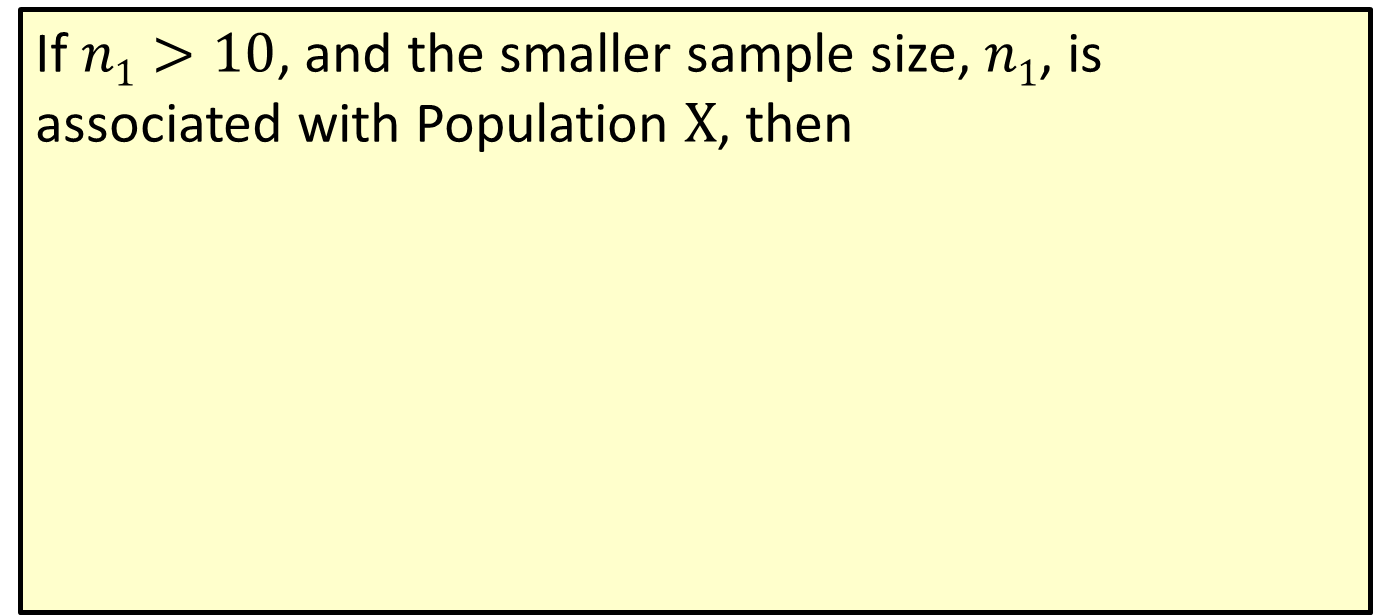 If n₁ > 10, and the smaller sample size, n₁, is
associated with Population X, then